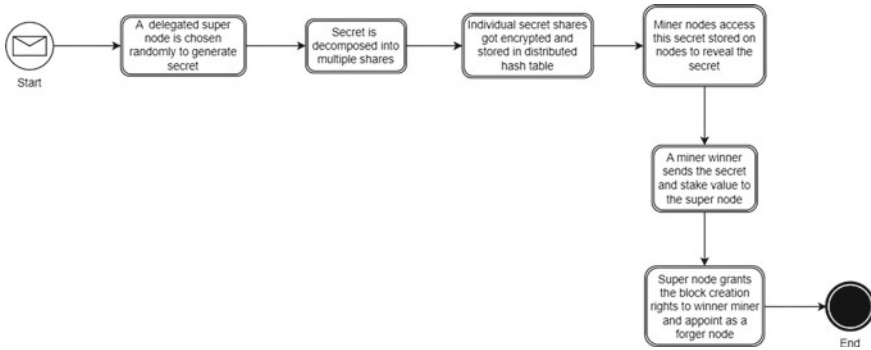 Start
A delegated super
node is chosen
randomly to generate
secret
Secret is
decomposed into
multiple shares
Individual secret shares
got encrypted and
stored in distributed
hash table
Miner nodes access
this secret stored on
nodes to reveal the
secret
A miner winner
sends the secret
and stake value to
the super node
Super node grants
the block creation
rights to winner miner
and appoint as a
forger node
End